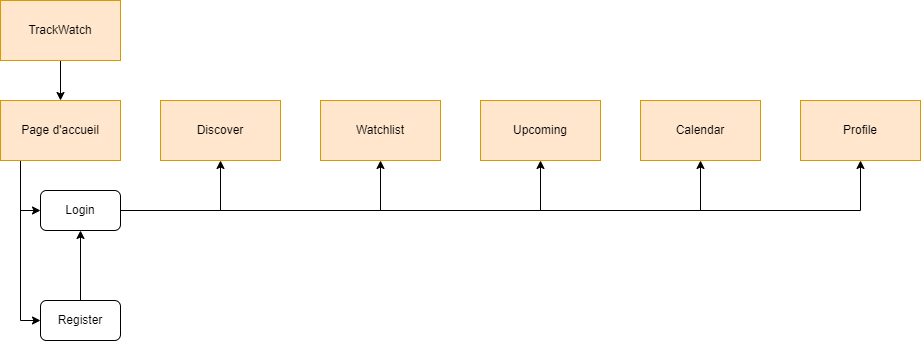 TrackWatch
Page d'accueil
Discover
Watchlist
Upcoming
Calendar
Profile
Login
Register